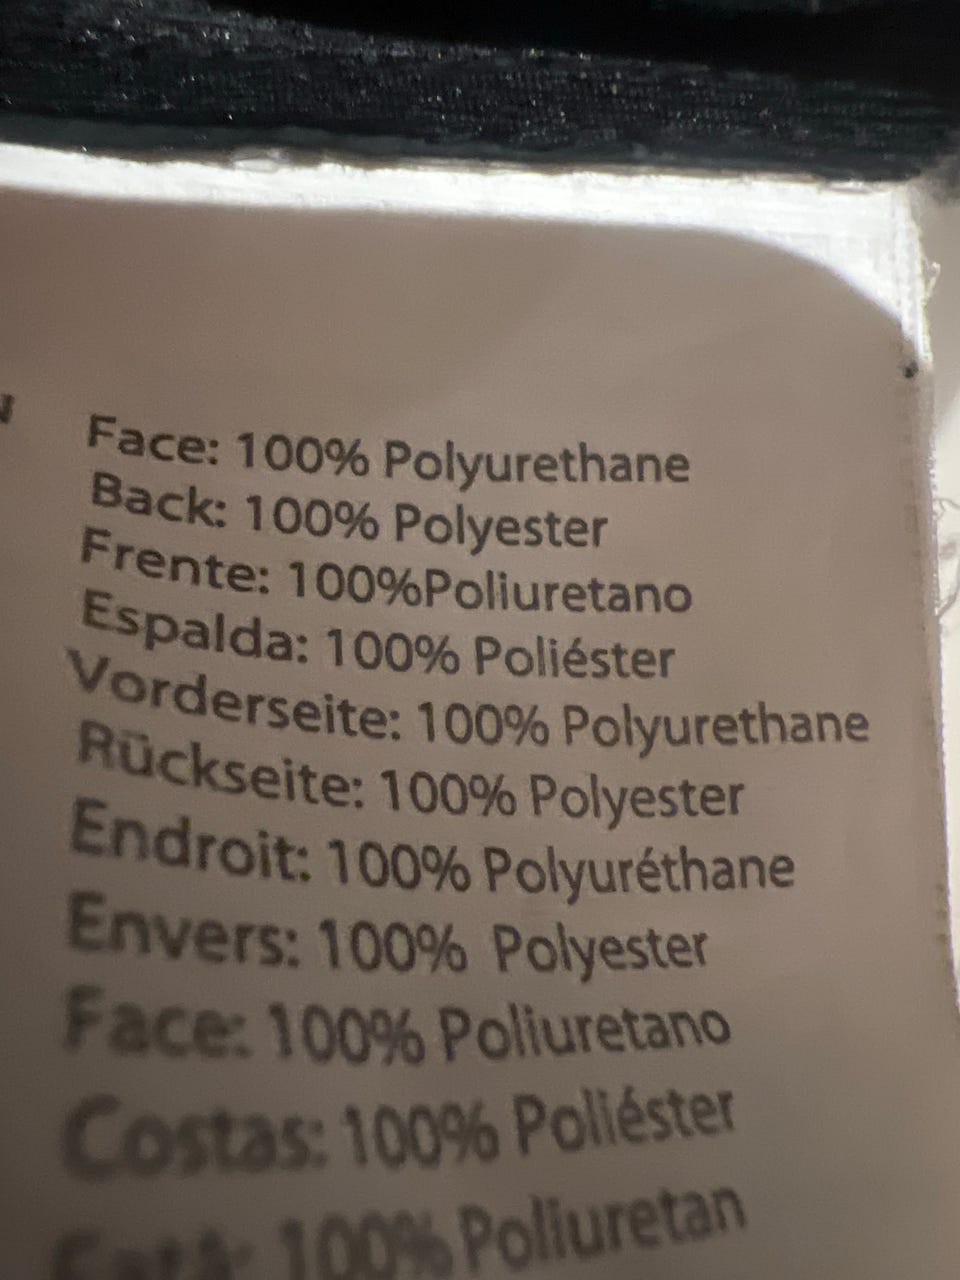 Face: 100% Polyurethane
Back: 100% Polyester
Frente: 100%Poliuretano
Espalda: 100% Poliéster
Vorderseite: 100% Polyurethane
Rückseite: 100% Polyester
Endroit: 100% Polyuréthane
Envers: 100% Polyester
Face: 100% Poliuretano
Costas: 100% Poliéster
100% Poliuretan